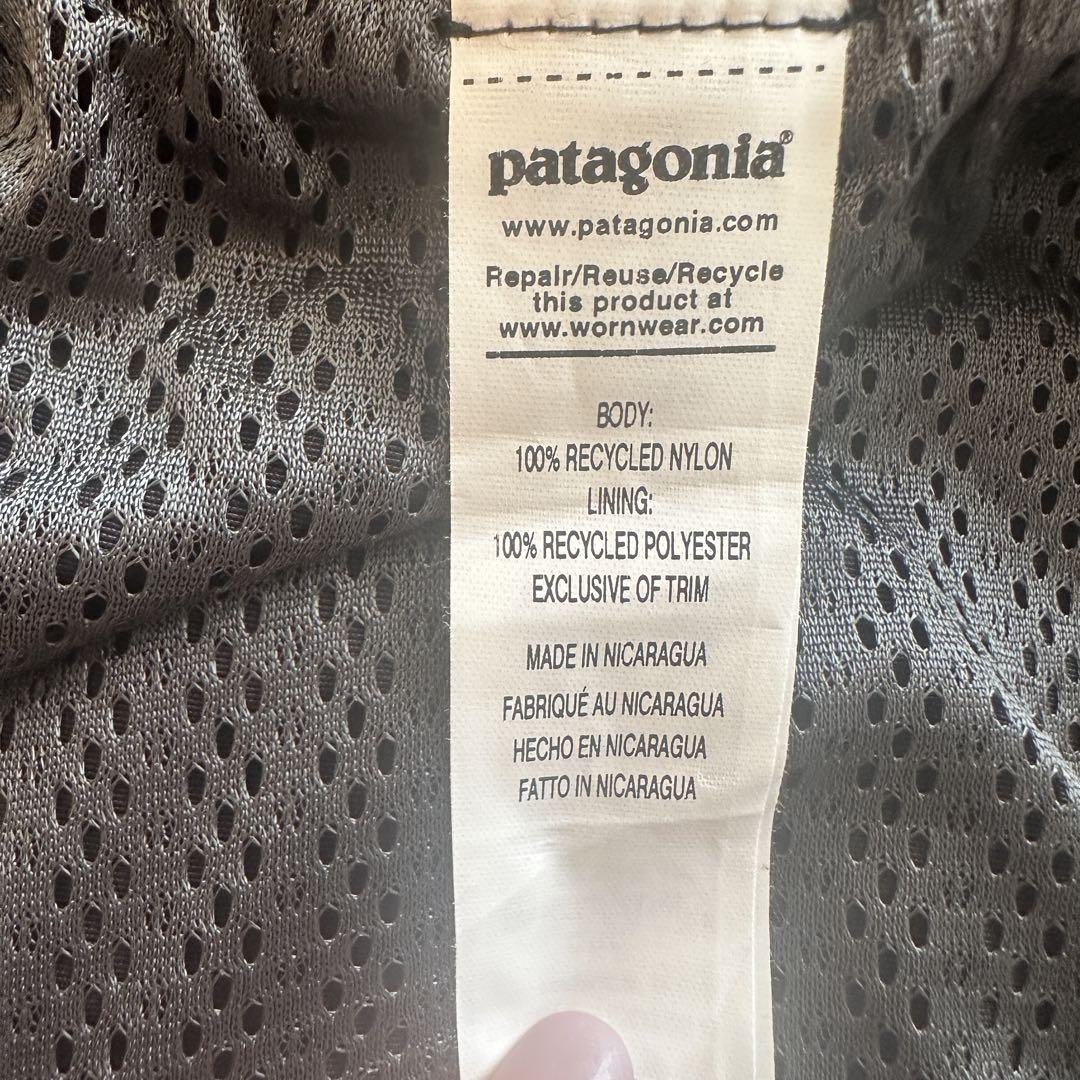 patagonia®
www.patagonia.com
Repair/Reuse/Recycle
this product at
www.wornwear.com
BODY:
100% RECYCLED NYLON
LINING:
100% RECYCLED POLYESTER
EXCLUSIVE OF TRIM
MADE IN NICARAGUA
FABRIQUÉ AU NICARAGUA
HECHO EN NICARAGUA
FATTO IN NICARAGUA